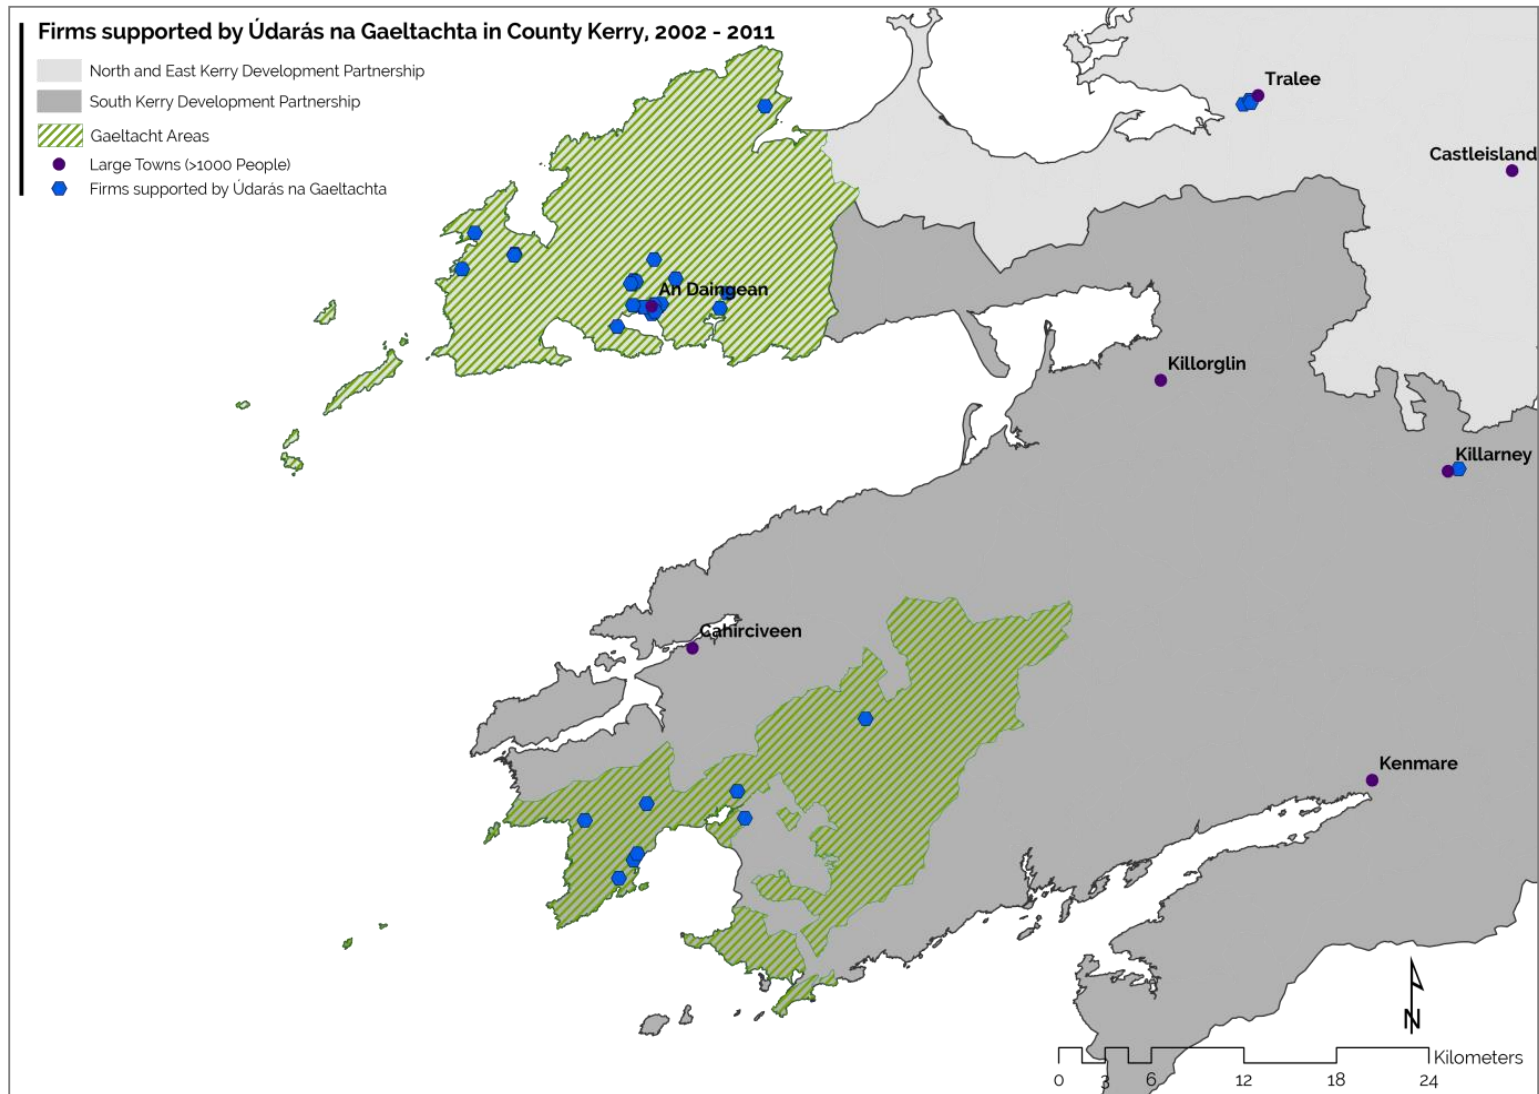 Firms supported by Údarás na Gaeltachta in County Kerry, 2002 - 2011
North and East Kerry Development Partnership
South Kerry Development Partnership
Gaeltacht Areas
Large Towns (>1000 People)
Firms supported by Údarás na Gaeltachta
Tralee
Castleisland
An Daingean
Killorglin
Killarney
Cahirciveen
Kenmare
N
Kilometers
0 3 6 12 18 24